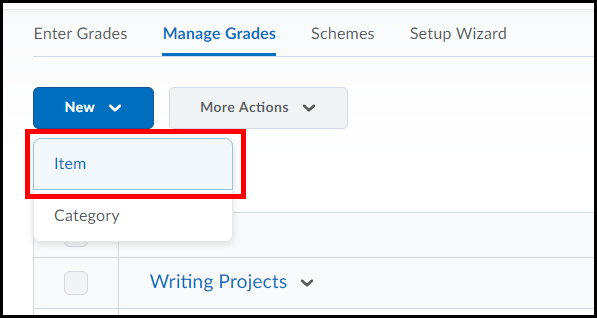 Enter Grades Manage Grades Schemes Setup Wizard
New More Actions
Item
Category
Writing Projects